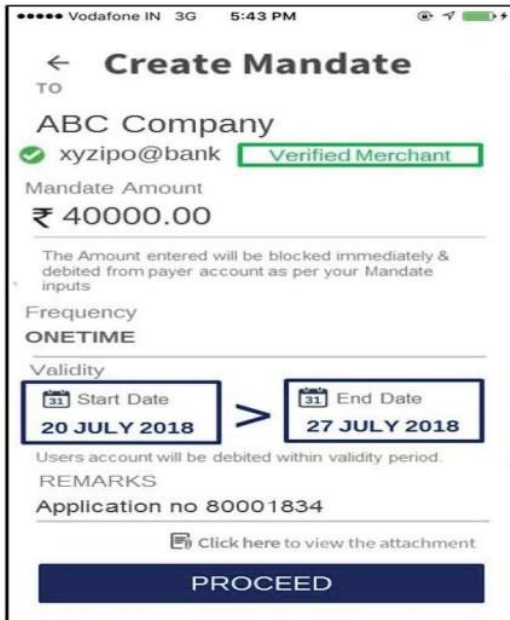 Vodafone IN 3G 5:43 PM
← Create Mandate
TO
ABC Company
xyzipo@bank Verified Merchant
Mandate Amount
₹ 40000.00
The Amount entered will be blocked immediately &
debited from payer account as per your Mandate
inputs
Frequency
ONETIME
Validity
31 Start Date > 31 End Date
20 JULY 2018 27 JULY 2018
Users account will be debited within validity period.
REMARKS
Application no 80001834
Click here to view the attachment
PROCEED